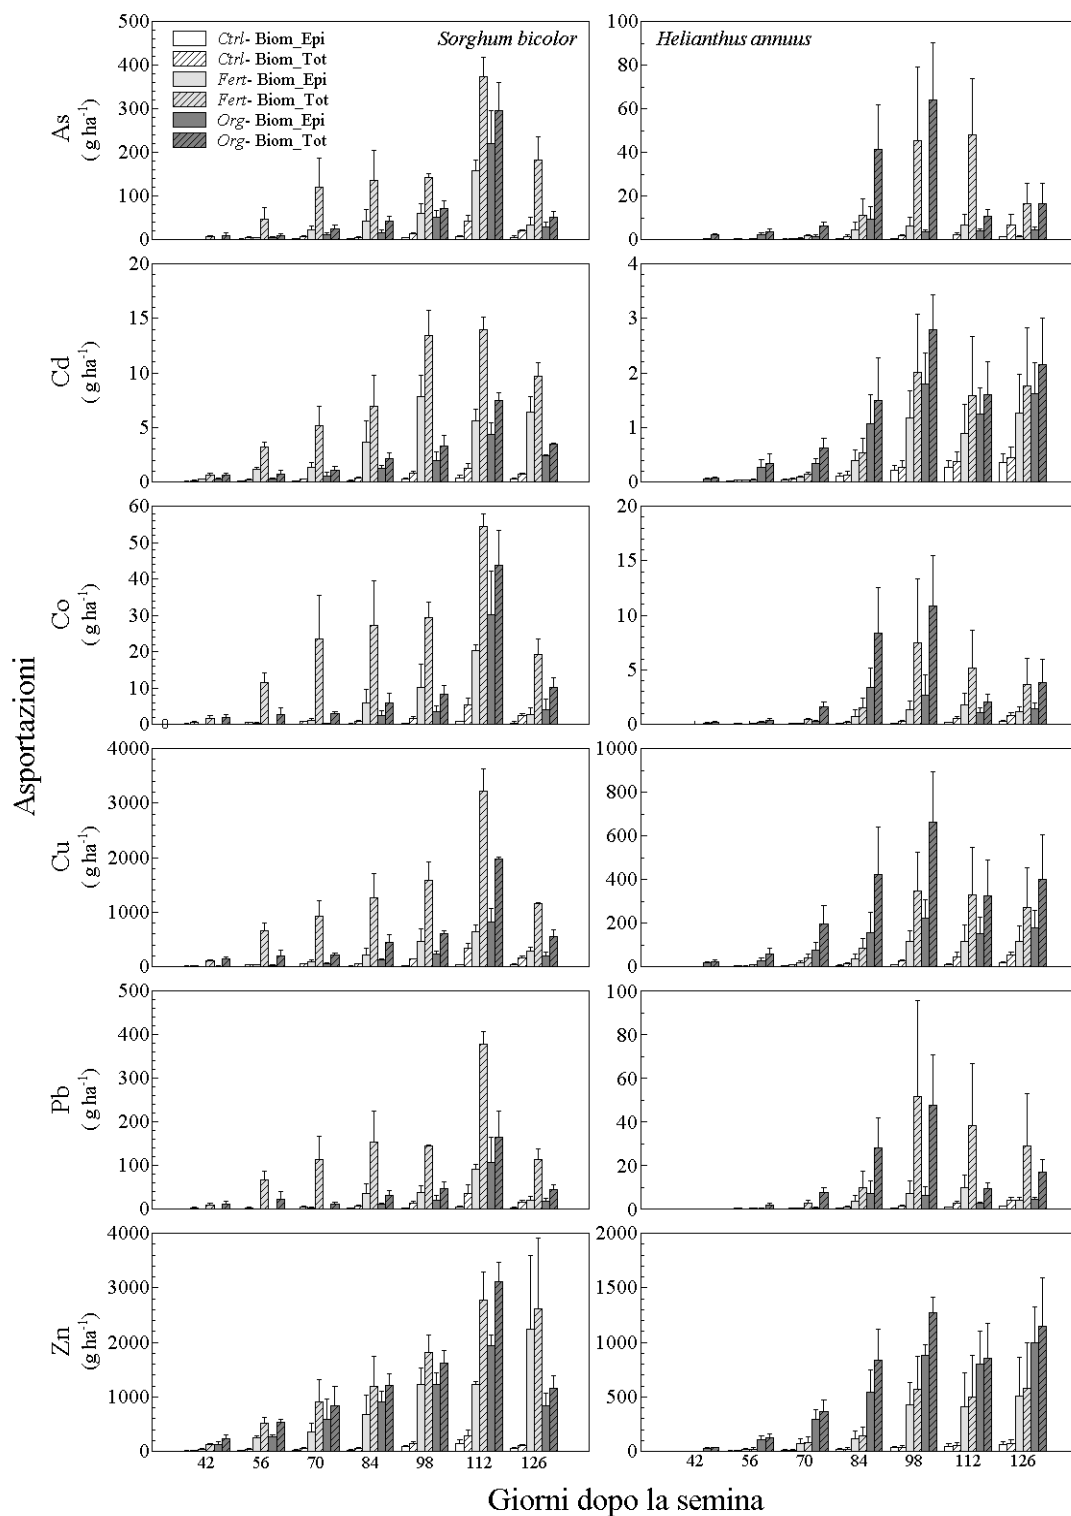 Sorghum bicolor
Helianthus annuus
Ctrl- Biom_Epi
Ctrl- Biom_Tot
Fert- Biom_Epi
Fert- Biom_Tot
Org- Biom_Epi
Org- Biom_Tot
Asportazioni
As
( g ha⁻¹)
500
400
300
200
100
0
100
80
60
40
20
0
Cd
( g ha⁻¹)
20
15
10
5
0
4
3
2
1
0
Co
( g ha⁻¹)
60
50
40
30
20
10
0
0
20
15
10
5
0
Cu
( g ha⁻¹)
4000
3000
2000
1000
0
1000
800
600
400
200
0
Pb
( g ha⁻¹)
500
400
300
200
100
0
100
80
60
40
20
0
Zn
(g ha⁻¹)
4000
3000
2000
1000
0
2000
1500
1000
500
0
42 56 70 84 98 112 126
42 56 70 84 98 112 126
Giorni dopo la semina